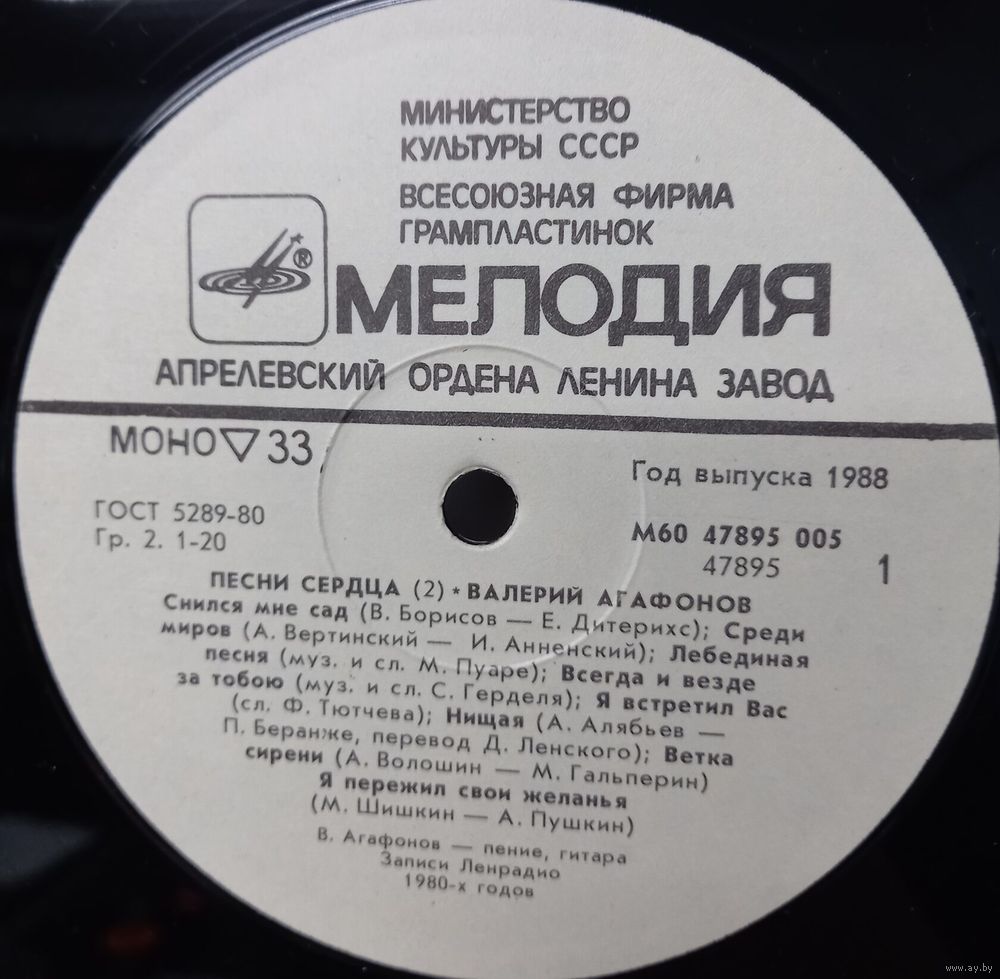 МИНИСТЕРСТВО
КУЛЬТУРЫ СССР
ВСЕСОЮЗНАЯ ФИРМА
ГРАМПЛАСТИНОК
®
МЕЛОДИЯ
АПРЕЛЕВСКИЙ ОРДЕНА ЛЕНИНА ЗАВОД
МОНО ▽ 33
Год выпуска 1988
ГОСТ 5289-80
Гр. 2. 1-20
М60 47895 005
47895
1
ПЕСНИ СЕРДЦА (2) * ВАЛЕРИЙ АГАФОНОВ
Снился мне сад (В. Борисов — Е. Дитерихс); Среди
миров (А. Вертинский — И. Анненский); Лебединая
песня (муз. и сл. М. Пуаре); Всегда и везде
за тобою (муз. и сл. С. Герделя); Я встретил Вас
(сл. Ф. Тютчева); Нищая (А. Алябьев —
П. Беранже, перевод Д. Ленского); Ветка
сирени (А. Волошин — М. Гальперин)
Я пережил свои желанья
(М. Шишкин — А. Пушкин)
В. Агафонов — пение, гитара
Записи Ленрадио
1980-х годов
www.ay.by